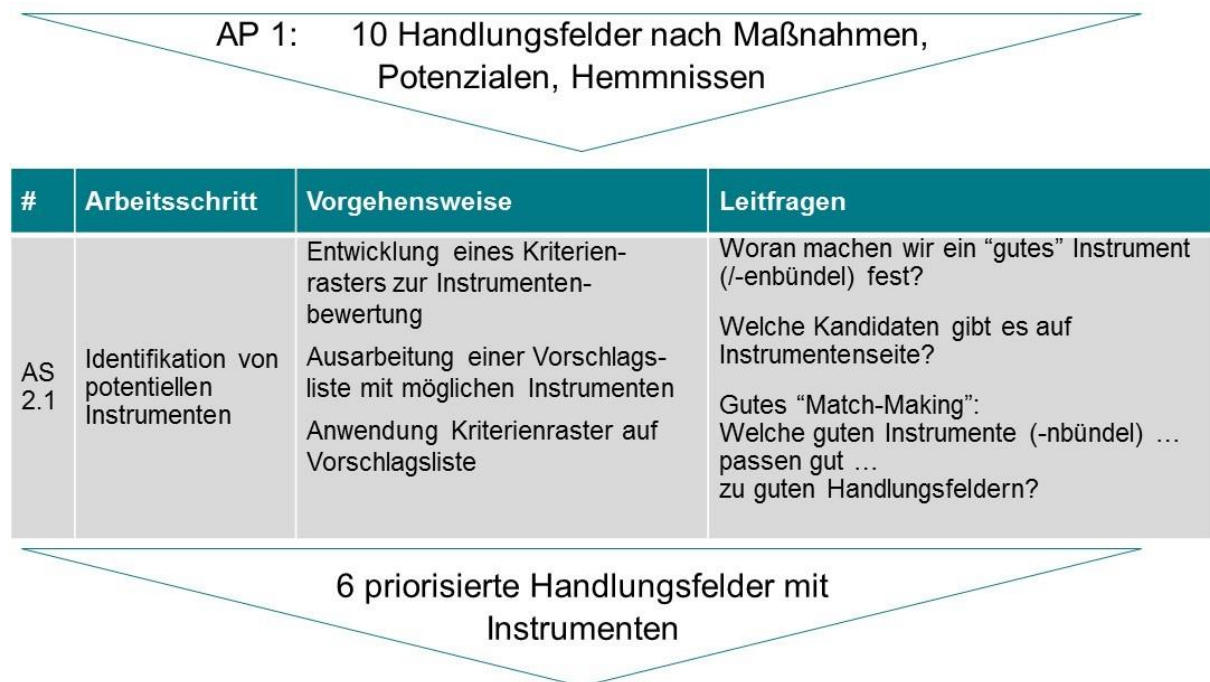 AP 1: 10 Handlungsfelder nach Maßnahmen,
Potenzialen, Hemmnissen
# Arbeitsschritt Vorgehensweise Leitfragen
AS
2.1
Identifikation von
potentiellen
Instrumenten
Entwicklung eines Kriterien-
rasters zur Instrumenten-
bewertung
Ausarbeitung einer Vorschlags-
liste mit möglichen Instrumenten
Anwendung Kriterienraster auf
Vorschlagsliste
Woran machen wir ein “gutes” Instrument
(/-enbündel) fest?
Welche Kandidaten gibt es auf
Instrumentenseite?
Gutes “Match-Making”:
Welche guten Instrumente (-nbündel) …
passen gut …
zu guten Handlungsfeldern?
6 priorisierte Handlungsfelder mit
Instrumenten